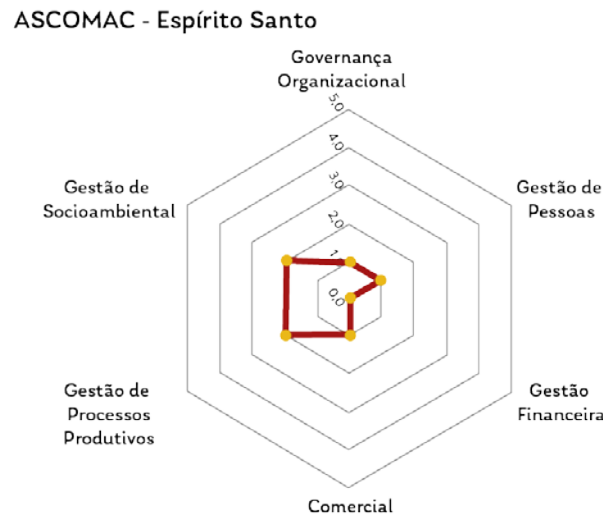 ASCOMAC - Espírito Santo
Governança
Organizacional
5.0
4.0
3.0
2.0
1
0.0
Gestão de
Pessoas
Gestão
Financeira
Comercial
Gestão de
Processos
Produtivos
Gestão de
Socioambiental